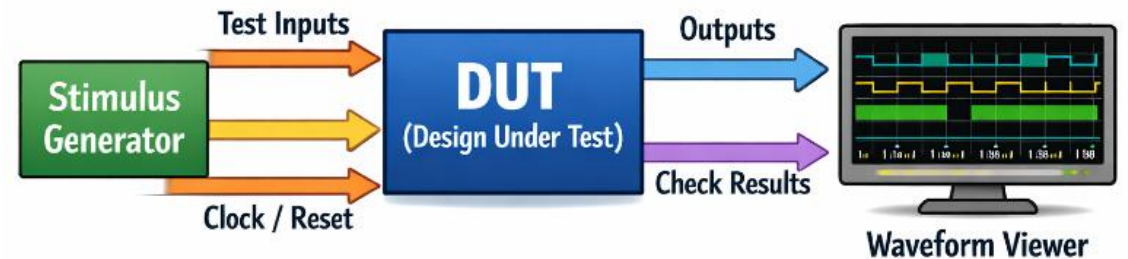 Test Inputs
Outputs
Stimulus
Generator
DUT
(Design Under Test)
Clock / Reset
Check Results
Waveform Viewer